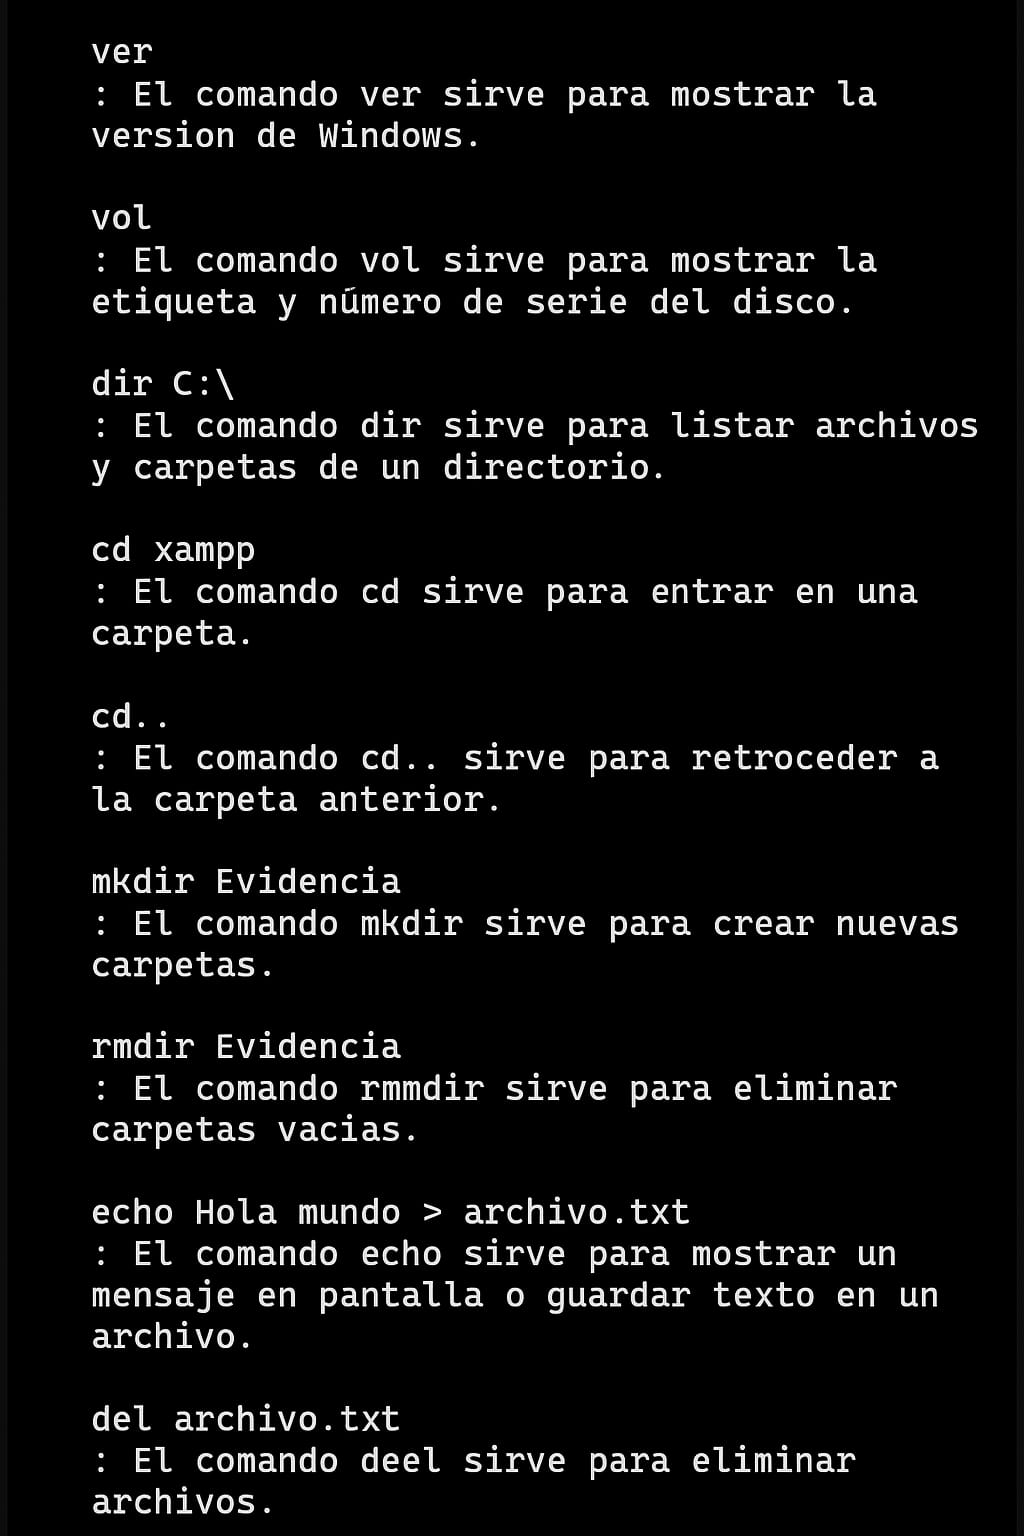 ver
: El comando ver sirve para mostrar la
version de Windows.
vol
: El comando vol sirve para mostrar la
etiqueta y número de serie del disco.
dir C:\
: El comando dir sirve para listar archivos
y carpetas de un directorio.
cd xampp
: El comando cd sirve para entrar en una
carpeta.
cd..
: El comando cd.. sirve para retroceder a
la carpeta anterior.
mkdir Evidencia
: El comando mkdir sirve para crear nuevas
carpetas.
rmdir Evidencia
: El comando rmmdir sirve para eliminar
carpetas vacias.
echo Hola mundo > archivo.txt
: El comando echo sirve para mostrar un
mensaje en pantalla o guardar texto en un
archivo.
del archivo.txt
: El comando deel sirve para eliminar
archivos.